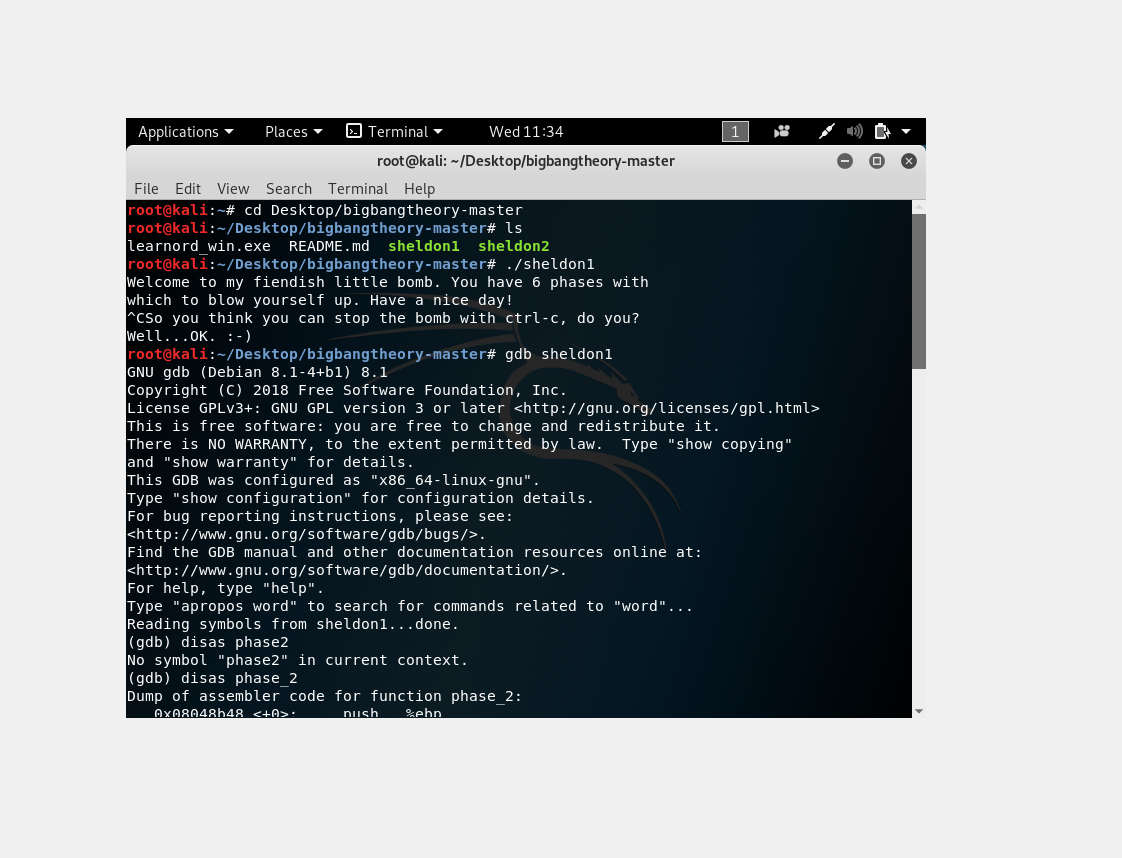 Applications Places Terminal Wed 11:34 1
root@kali: ~/Desktop/bigbangtheory-master
File Edit View Search Terminal Help
root@kali:~# cd Desktop/bigbangtheory-master
root@kali:~/Desktop/bigbangtheory-master# ls
learnord_win.exe  README.md  sheldon1  sheldon2
root@kali:~/Desktop/bigbangtheory-master# ./sheldon1
Welcome to my fiendish little bomb. You have 6 phases with
which to blow yourself up. Have a nice day!
^CSo you think you can stop the bomb with ctrl-c, do you?
Well...OK. :-)
root@kali:~/Desktop/bigbangtheory-master# gdb sheldon1
GNU gdb (Debian 8.1-4+b1) 8.1
Copyright (C) 2018 Free Software Foundation, Inc.
License GPLv3+: GNU GPL version 3 or later <http://gnu.org/licenses/gpl.html>
This is free software: you are free to change and redistribute it.
There is NO WARRANTY, to the extent permitted by law.  Type "show copying"
and "show warranty" for details.
This GDB was configured as "x86_64-linux-gnu".
Type "show configuration" for configuration details.
For bug reporting instructions, please see:
<http://www.gnu.org/software/gdb/bugs/>.
Find the GDB manual and other documentation resources online at:
<http://www.gnu.org/software/gdb/documentation/>.
For help, type "help".
Type "apropos word" to search for commands related to "word"...
Reading symbols from sheldon1...done.
(gdb) disas phase2
No symbol "phase2" in current context.
(gdb) disas phase_2
Dump of assembler code for function phase_2:
   0x08048b48 <+0>:     push   %ebp